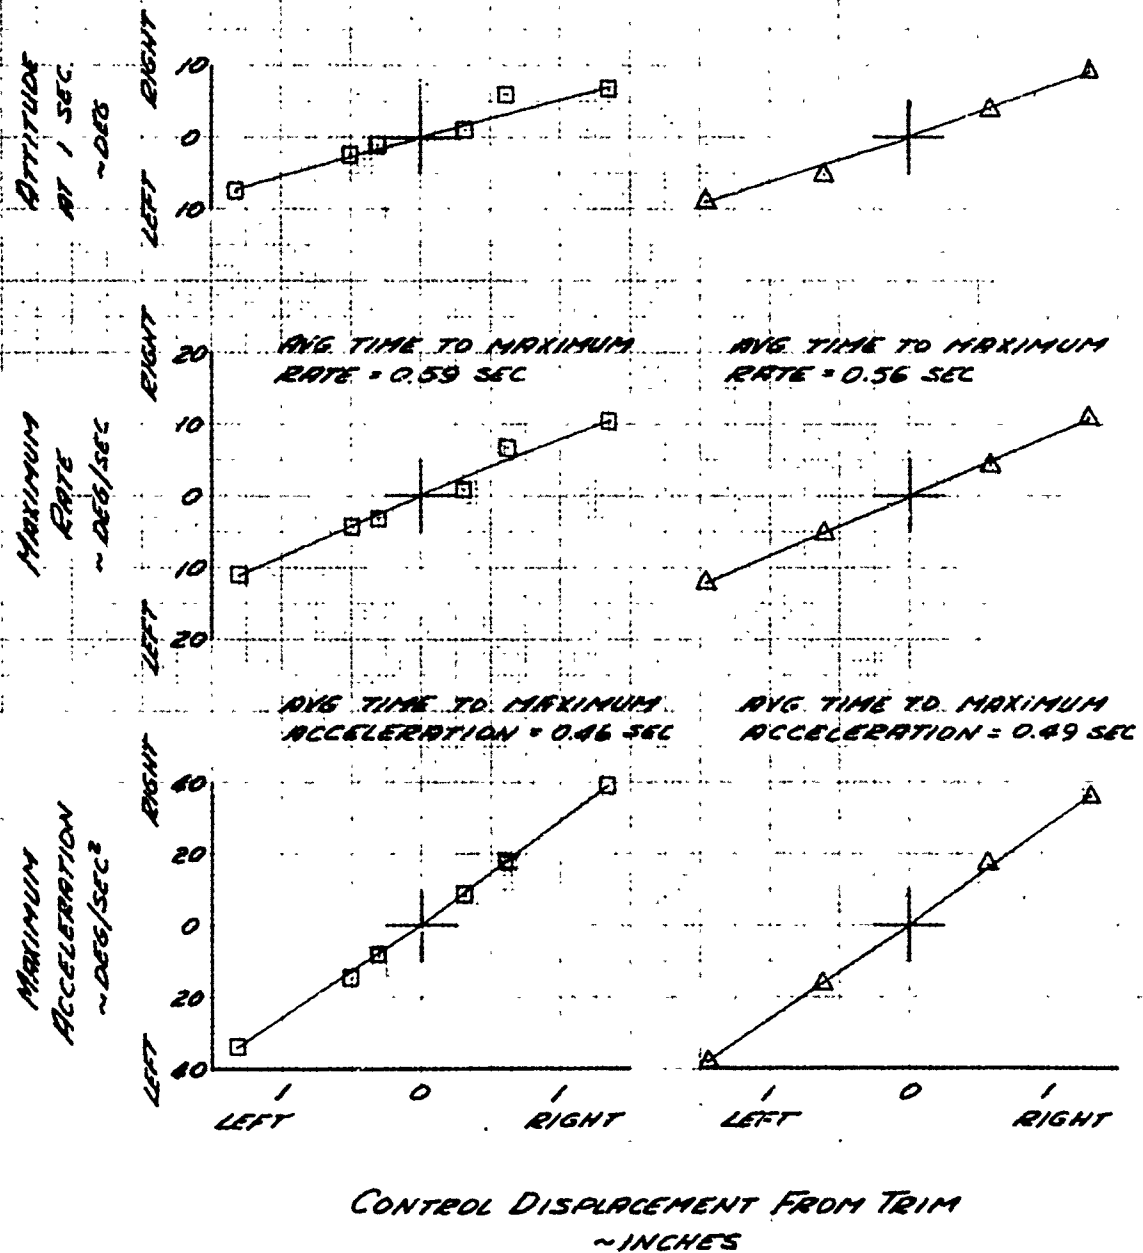 ATTITUDE
AT 1 SEC.
~DEG
RIGHT
LEFT
10
0
10
MAXIMUM
RATE
~DEG/SEC
RIGHT
LEFT
20
10
0
10
20
AVG TIME TO MAXIMUM
RATE = 0.59 SEC
AVG TIME TO MAXIMUM
RATE = 0.56 SEC
MAXIMUM
ACCELERATION
~DEG/SEC²
RIGHT
LEFT
40
20
0
20
40
AVG TIME TO MAXIMUM
ACCELERATION = 0.46 SEC
AVG TIME TO MAXIMUM
ACCELERATION = 0.49 SEC
1 0 1
LEFT RIGHT
1 0 1
LEFT RIGHT
CONTROL DISPLACEMENT FROM TRIM
~INCHES